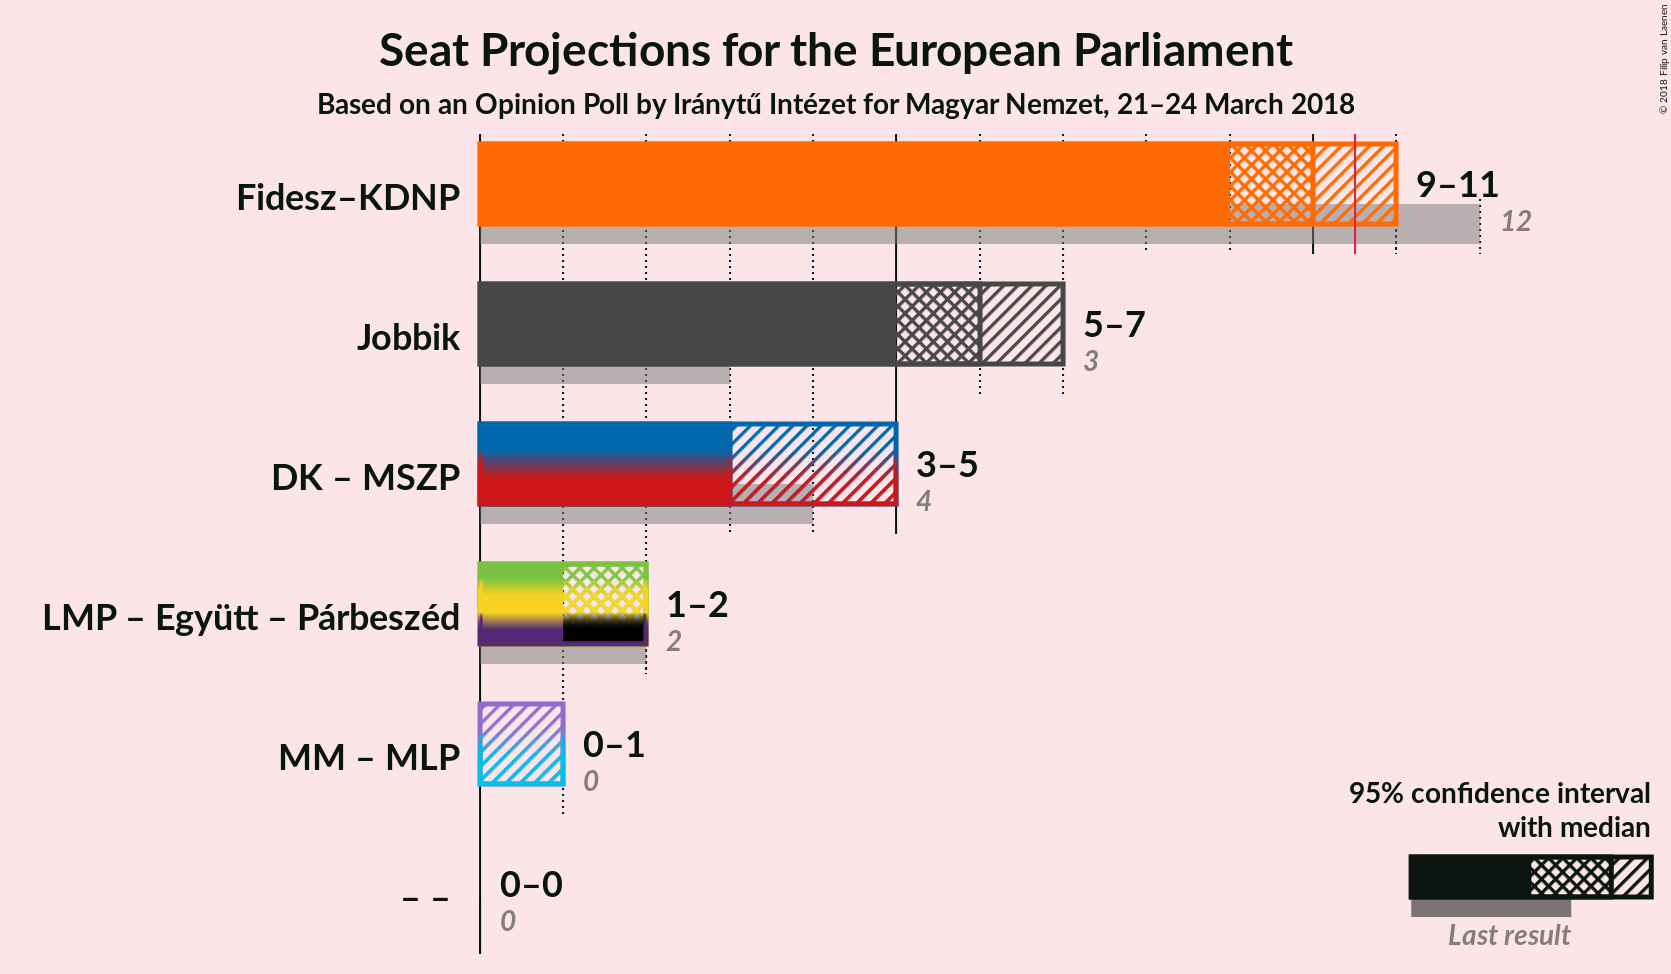 Seat Projections for the European Parliament
Based on an Opinion Poll by Iránytű Intézet for Magyar Nemzet, 21–24 March 2018
© 2018 Filip van Laenen
Fidesz–KDNP
9–11
12
Jobbik
5–7
3
DK – MSZP
3–5
4
LMP – Együtt – Párbeszéd
1–2
2
MM – MLP
0–1
0
– –
0–0
0
95% confidence interval
with median
Last result